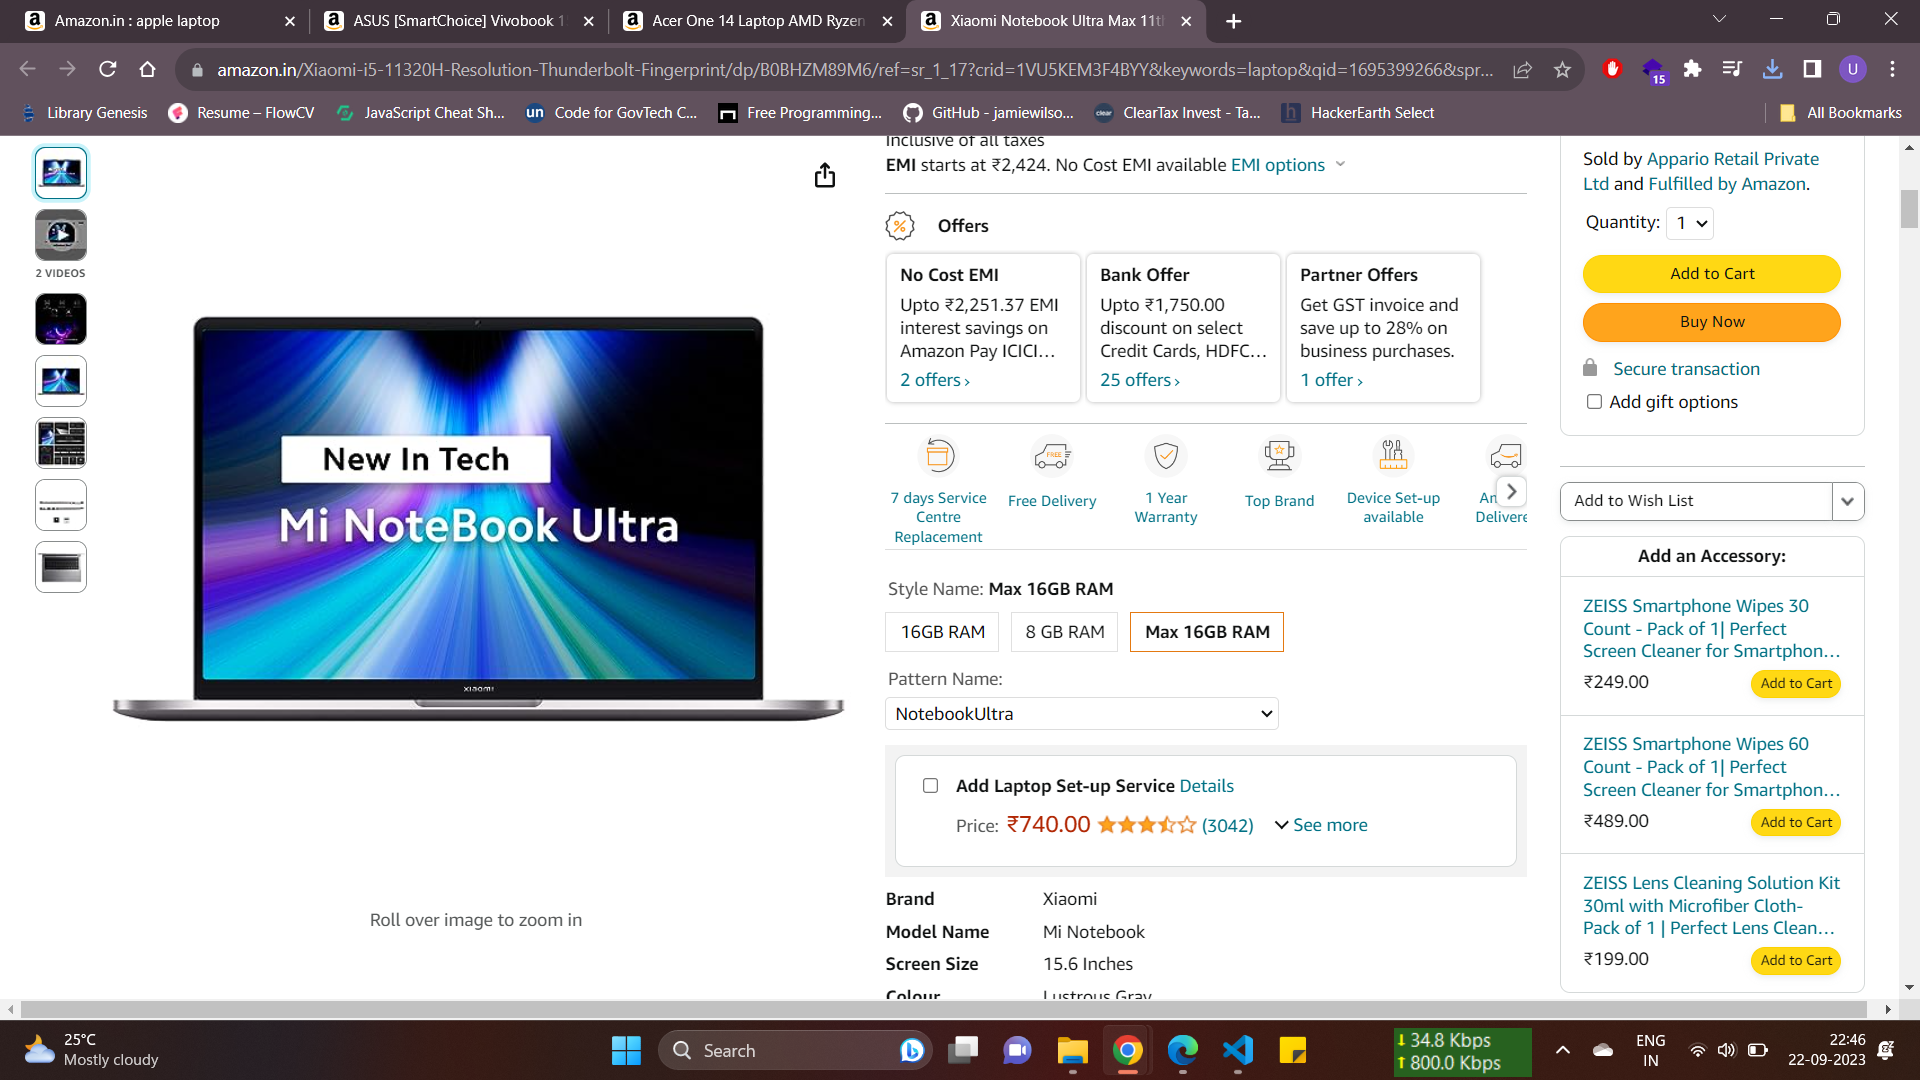 Amazon.in : apple laptop
ASUS [SmartChoice] Vivobook 1
Acer One 14 Laptop AMD Ryzen
Xiaomi Notebook Ultra Max 11th
amazon.in/Xiaomi-i5-11320H-Resolution-Thunderbolt-Fingerprint/dp/B0BHZM89M6/ref=sr_1_17?crid=1VU5KEM3F4BYY&keywords=laptop&qid=1695399266&spr...
15
U
Library Genesis
Resume – FlowCV
JavaScript Cheat Sh...
un Code for GovTech C...
Free Programming...
GitHub - jamiewilso...
clear ClearTax Invest - Ta...
h HackerEarth Select
All Bookmarks
2 VIDEOS
New In Tech
Mi NoteBook Ultra
xiaomi
Roll over image to zoom in
Inclusive of all taxes
EMI starts at ₹2,424. No Cost EMI available EMI options
Offers
No Cost EMI
Upto ₹2,251.37 EMI
interest savings on
Amazon Pay ICICI...
2 offers ›
Bank Offer
Upto ₹1,750.00
discount on select
Credit Cards, HDFC...
25 offers ›
Partner Offers
Get GST invoice and
save up to 28% on
business purchases.
1 offer ›
7 days Service
Centre
Replacement
FREE
Free Delivery
1 Year
Warranty
Top Brand
Device Set-up
available
Am
Delivere
Style Name: Max 16GB RAM
16GB RAM
8 GB RAM
Max 16GB RAM
Pattern Name:
NotebookUltra
Add Laptop Set-up Service Details
Price: ₹740.00 (3042) See more
Brand Xiaomi
Model Name Mi Notebook
Screen Size 15.6 Inches
Colour Lustrous Gray
Sold by Appario Retail Private
Ltd and Fulfilled by Amazon.
Quantity: 1
Add to Cart
Buy Now
Secure transaction
Add gift options
Add to Wish List
Add an Accessory:
ZEISS Smartphone Wipes 30
Count - Pack of 1| Perfect
Screen Cleaner for Smartphon...
₹249.00
Add to Cart
ZEISS Smartphone Wipes 60
Count - Pack of 1| Perfect
Screen Cleaner for Smartphon...
₹489.00
Add to Cart
ZEISS Lens Cleaning Solution Kit
30ml with Microfiber Cloth-
Pack of 1 | Perfect Lens Clean...
₹199.00
Add to Cart
25°C
Mostly cloudy
Search
34.8 Kbps
800.0 Kbps
ENG
IN
22:46
22-09-2023